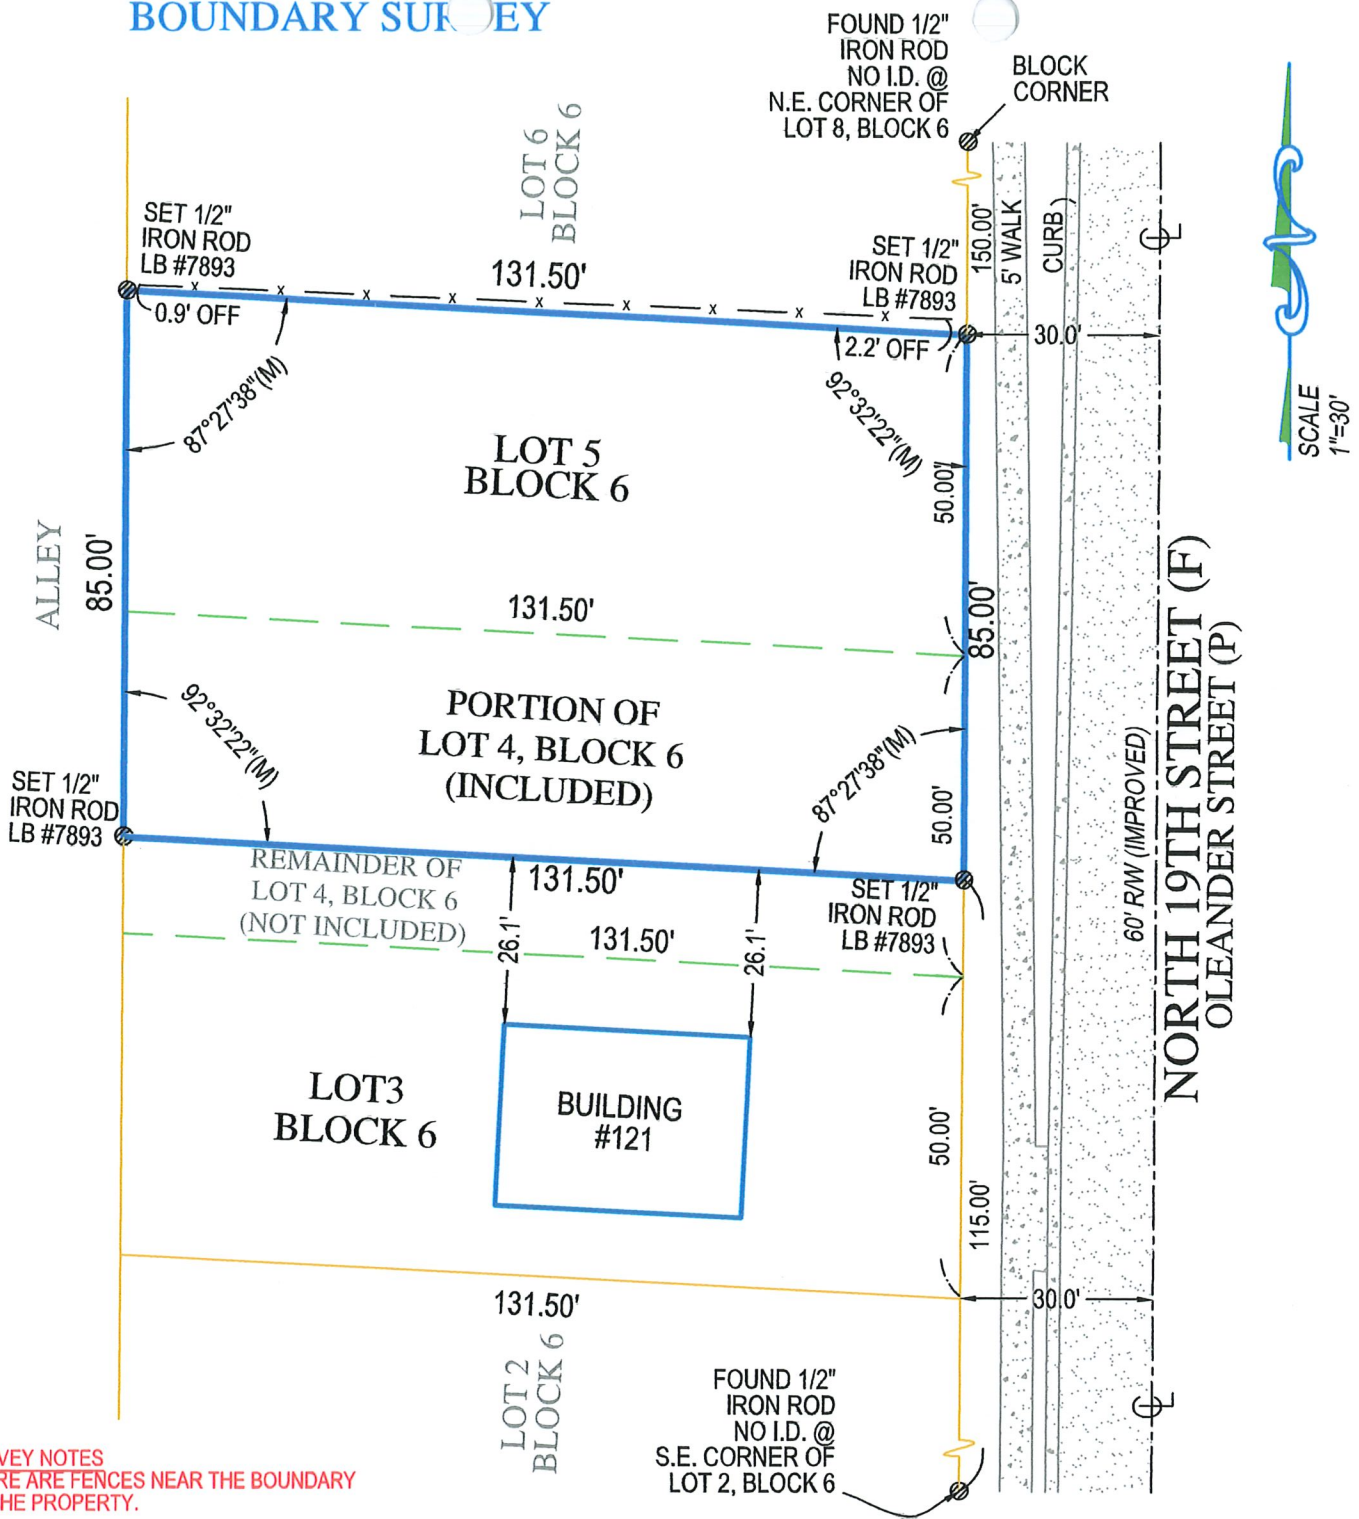 BOUNDARY SUR EY
FOUND 1/2"
IRON ROD
NO I.D. @
N.E. CORNER OF
LOT 8, BLOCK 6
BLOCK
CORNER
LOT 6
BLOCK 6
SET 1/2"
IRON ROD
LB #7893
131.50'
SET 1/2"
IRON ROD
LB #7893
150.00'
5' WALK
CURB
CL
0.9' OFF
2.2' OFF
30.0'
SCALE
1"=30'
87°27'38"(M)
92°32'22"(M)
LOT 5
BLOCK 6
50.00'
ALLEY
85.00'
131.50'
85.00'
NORTH 19TH STREET (F)
OLEANDER STREET (P)
60' R/W (IMPROVED)
PORTION OF
LOT 4, BLOCK 6
(INCLUDED)
92°32'22"(M)
87°27'38"(M)
50.00'
SET 1/2"
IRON ROD
LB #7893
REMAINDER OF
LOT 4, BLOCK 6
(NOT INCLUDED)
131.50'
SET 1/2"
IRON ROD
LB #7893
131.50'
26.1'
26.1'
LOT3
BLOCK 6
BUILDING
#121
50.00'
115.00'
131.50'
30.0'
LOT 2
BLOCK 6
CL
FOUND 1/2"
IRON ROD
NO I.D. @
S.E. CORNER OF
LOT 2, BLOCK 6
VEY NOTES
RE ARE FENCES NEAR THE BOUNDARY
HE PROPERTY.